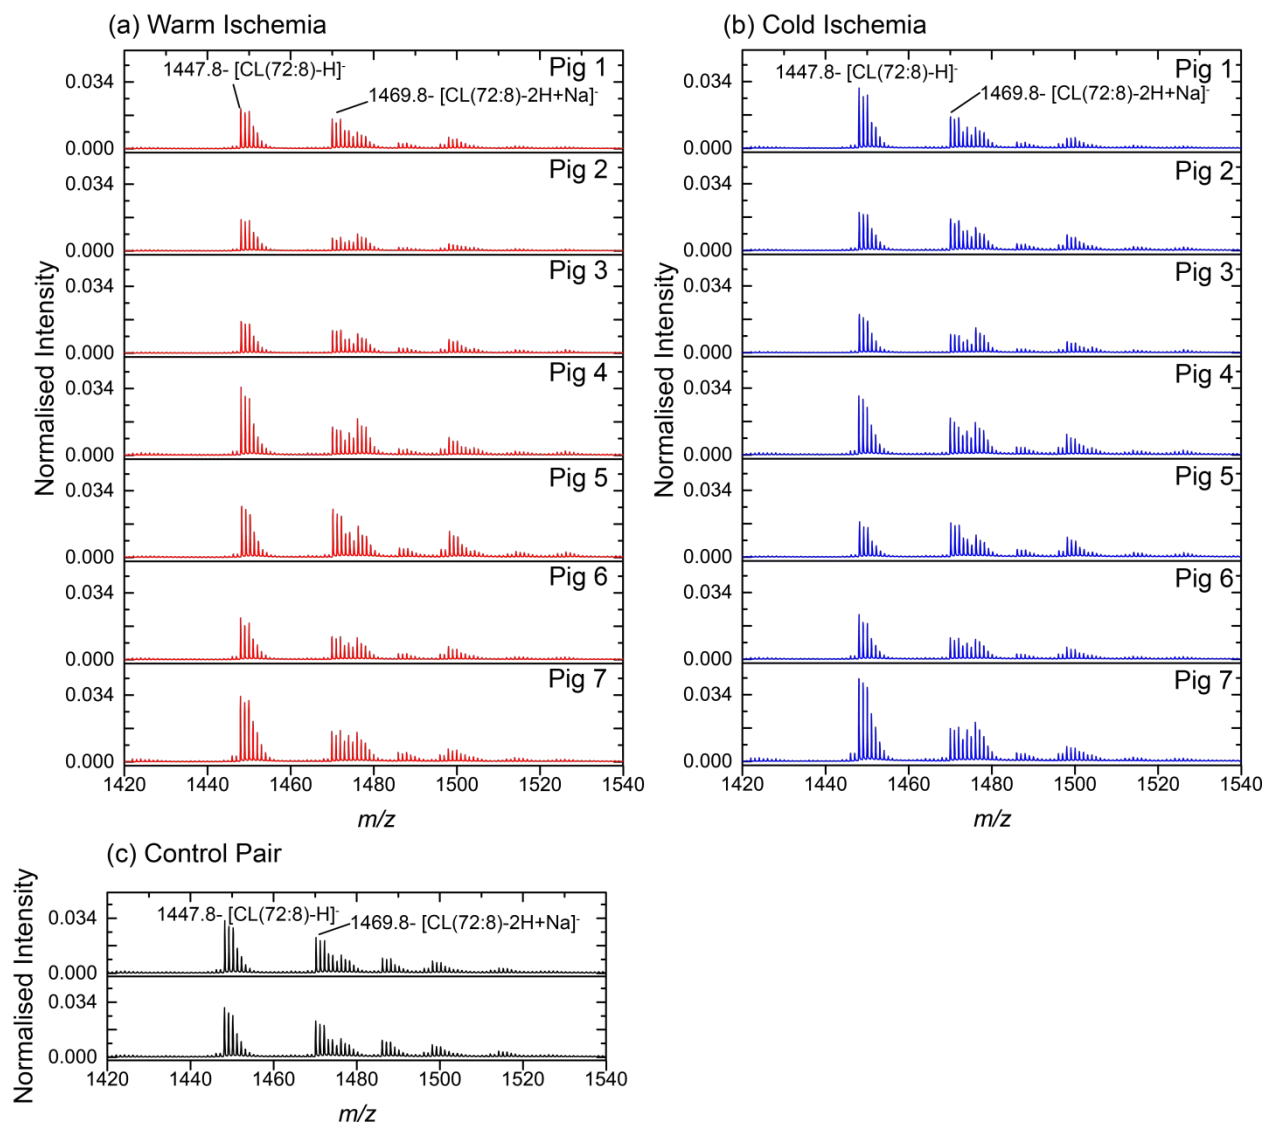 (a) Warm Ischemia
1447.8- [CL(72:8)-H]-
1469.8- [CL(72:8)-2H+Na]-
Pig 1
0.034
0.000
Pig 2
0.034
0.000
Pig 3
0.034
0.000
Pig 4
0.034
0.000
Pig 5
0.034
0.000
Pig 6
0.034
0.000
Pig 7
0.034
0.000
Normalised Intensity
1420 1440 1460 1480 1500 1520 1540
m/z
(b) Cold Ischemia
1447.8- [CL(72:8)-H]-
1469.8- [CL(72:8)-2H+Na]-
Pig 1
0.034
0.000
Pig 2
0.034
0.000
Pig 3
0.034
0.000
Pig 4
0.034
0.000
Pig 5
0.034
0.000
Pig 6
0.034
0.000
Pig 7
0.034
0.000
Normalised Intensity
1420 1440 1460 1480 1500 1520 1540
m/z
(c) Control Pair
1447.8- [CL(72:8)-H]-
1469.8- [CL(72:8)-2H+Na]-
0.034
0.000
0.034
0.000
Normalised Intensity
1420 1440 1460 1480 1500 1520 1540
m/z